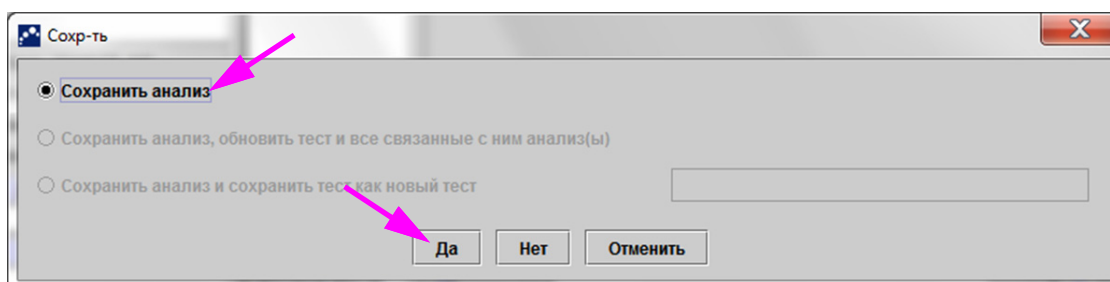 Сохр-ть
Сохранить анализ
Сохранить анализ, обновить тест и все связанные с ним анализ(ы)
Сохранить анализ и сохранить тест как новый тест
Да Нет Отменить